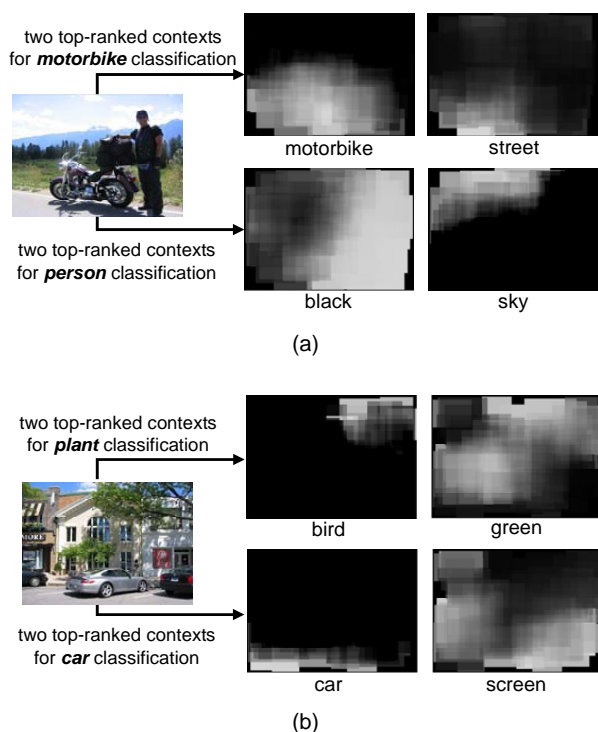 two top-ranked contexts
for motorbike classification
motorbike
street
two top-ranked contexts
for person classification
black
sky
(a)
two top-ranked contexts
for plant classification
bird
green
MORE
two top-ranked contexts
for car classification
car
screen
(b)